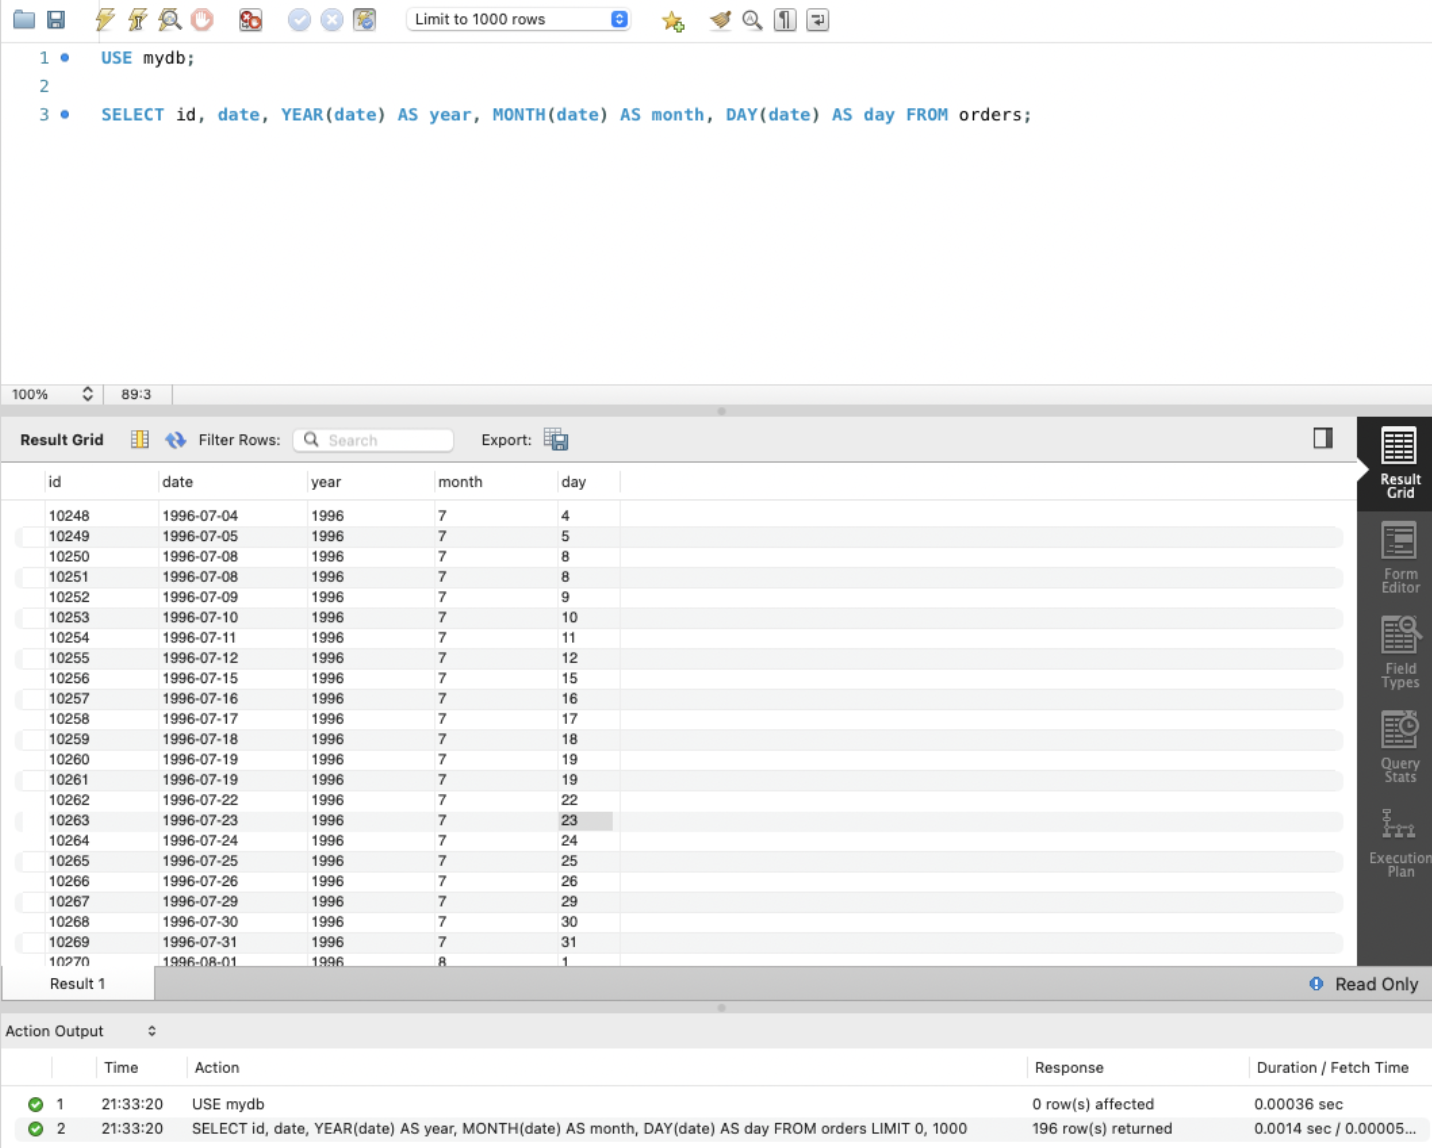 Limit to 1000 rows
1 USE mydb;
2
3 SELECT id, date, YEAR(date) AS year, MONTH(date) AS month, DAY(date) AS day FROM orders;
100% 89:3
Result Grid Filter Rows: Search Export:
id date year month day
10248 1996-07-04 1996 7 4
10249 1996-07-05 1996 7 5
10250 1996-07-08 1996 7 8
10251 1996-07-08 1996 7 8
10252 1996-07-09 1996 7 9
10253 1996-07-10 1996 7 10
10254 1996-07-11 1996 7 11
10255 1996-07-12 1996 7 12
10256 1996-07-15 1996 7 15
10257 1996-07-16 1996 7 16
10258 1996-07-17 1996 7 17
10259 1996-07-18 1996 7 18
10260 1996-07-19 1996 7 19
10261 1996-07-19 1996 7 19
10262 1996-07-22 1996 7 22
10263 1996-07-23 1996 7 23
10264 1996-07-24 1996 7 24
10265 1996-07-25 1996 7 25
10266 1996-07-26 1996 7 26
10267 1996-07-29 1996 7 29
10268 1996-07-30 1996 7 30
10269 1996-07-31 1996 7 31
10270 1996-08-01 1996 8 1
Result
Grid
Form
Editor
Field
Types
Query
Stats
Execution
Plan
Result 1 Read Only
Action Output
Time Action Response Duration / Fetch Time
1 21:33:20 USE mydb 0 row(s) affected 0.00036 sec
2 21:33:20 SELECT id, date, YEAR(date) AS year, MONTH(date) AS month, DAY(date) AS day FROM orders LIMIT 0, 1000 196 row(s) returned 0.0014 sec / 0.00005...